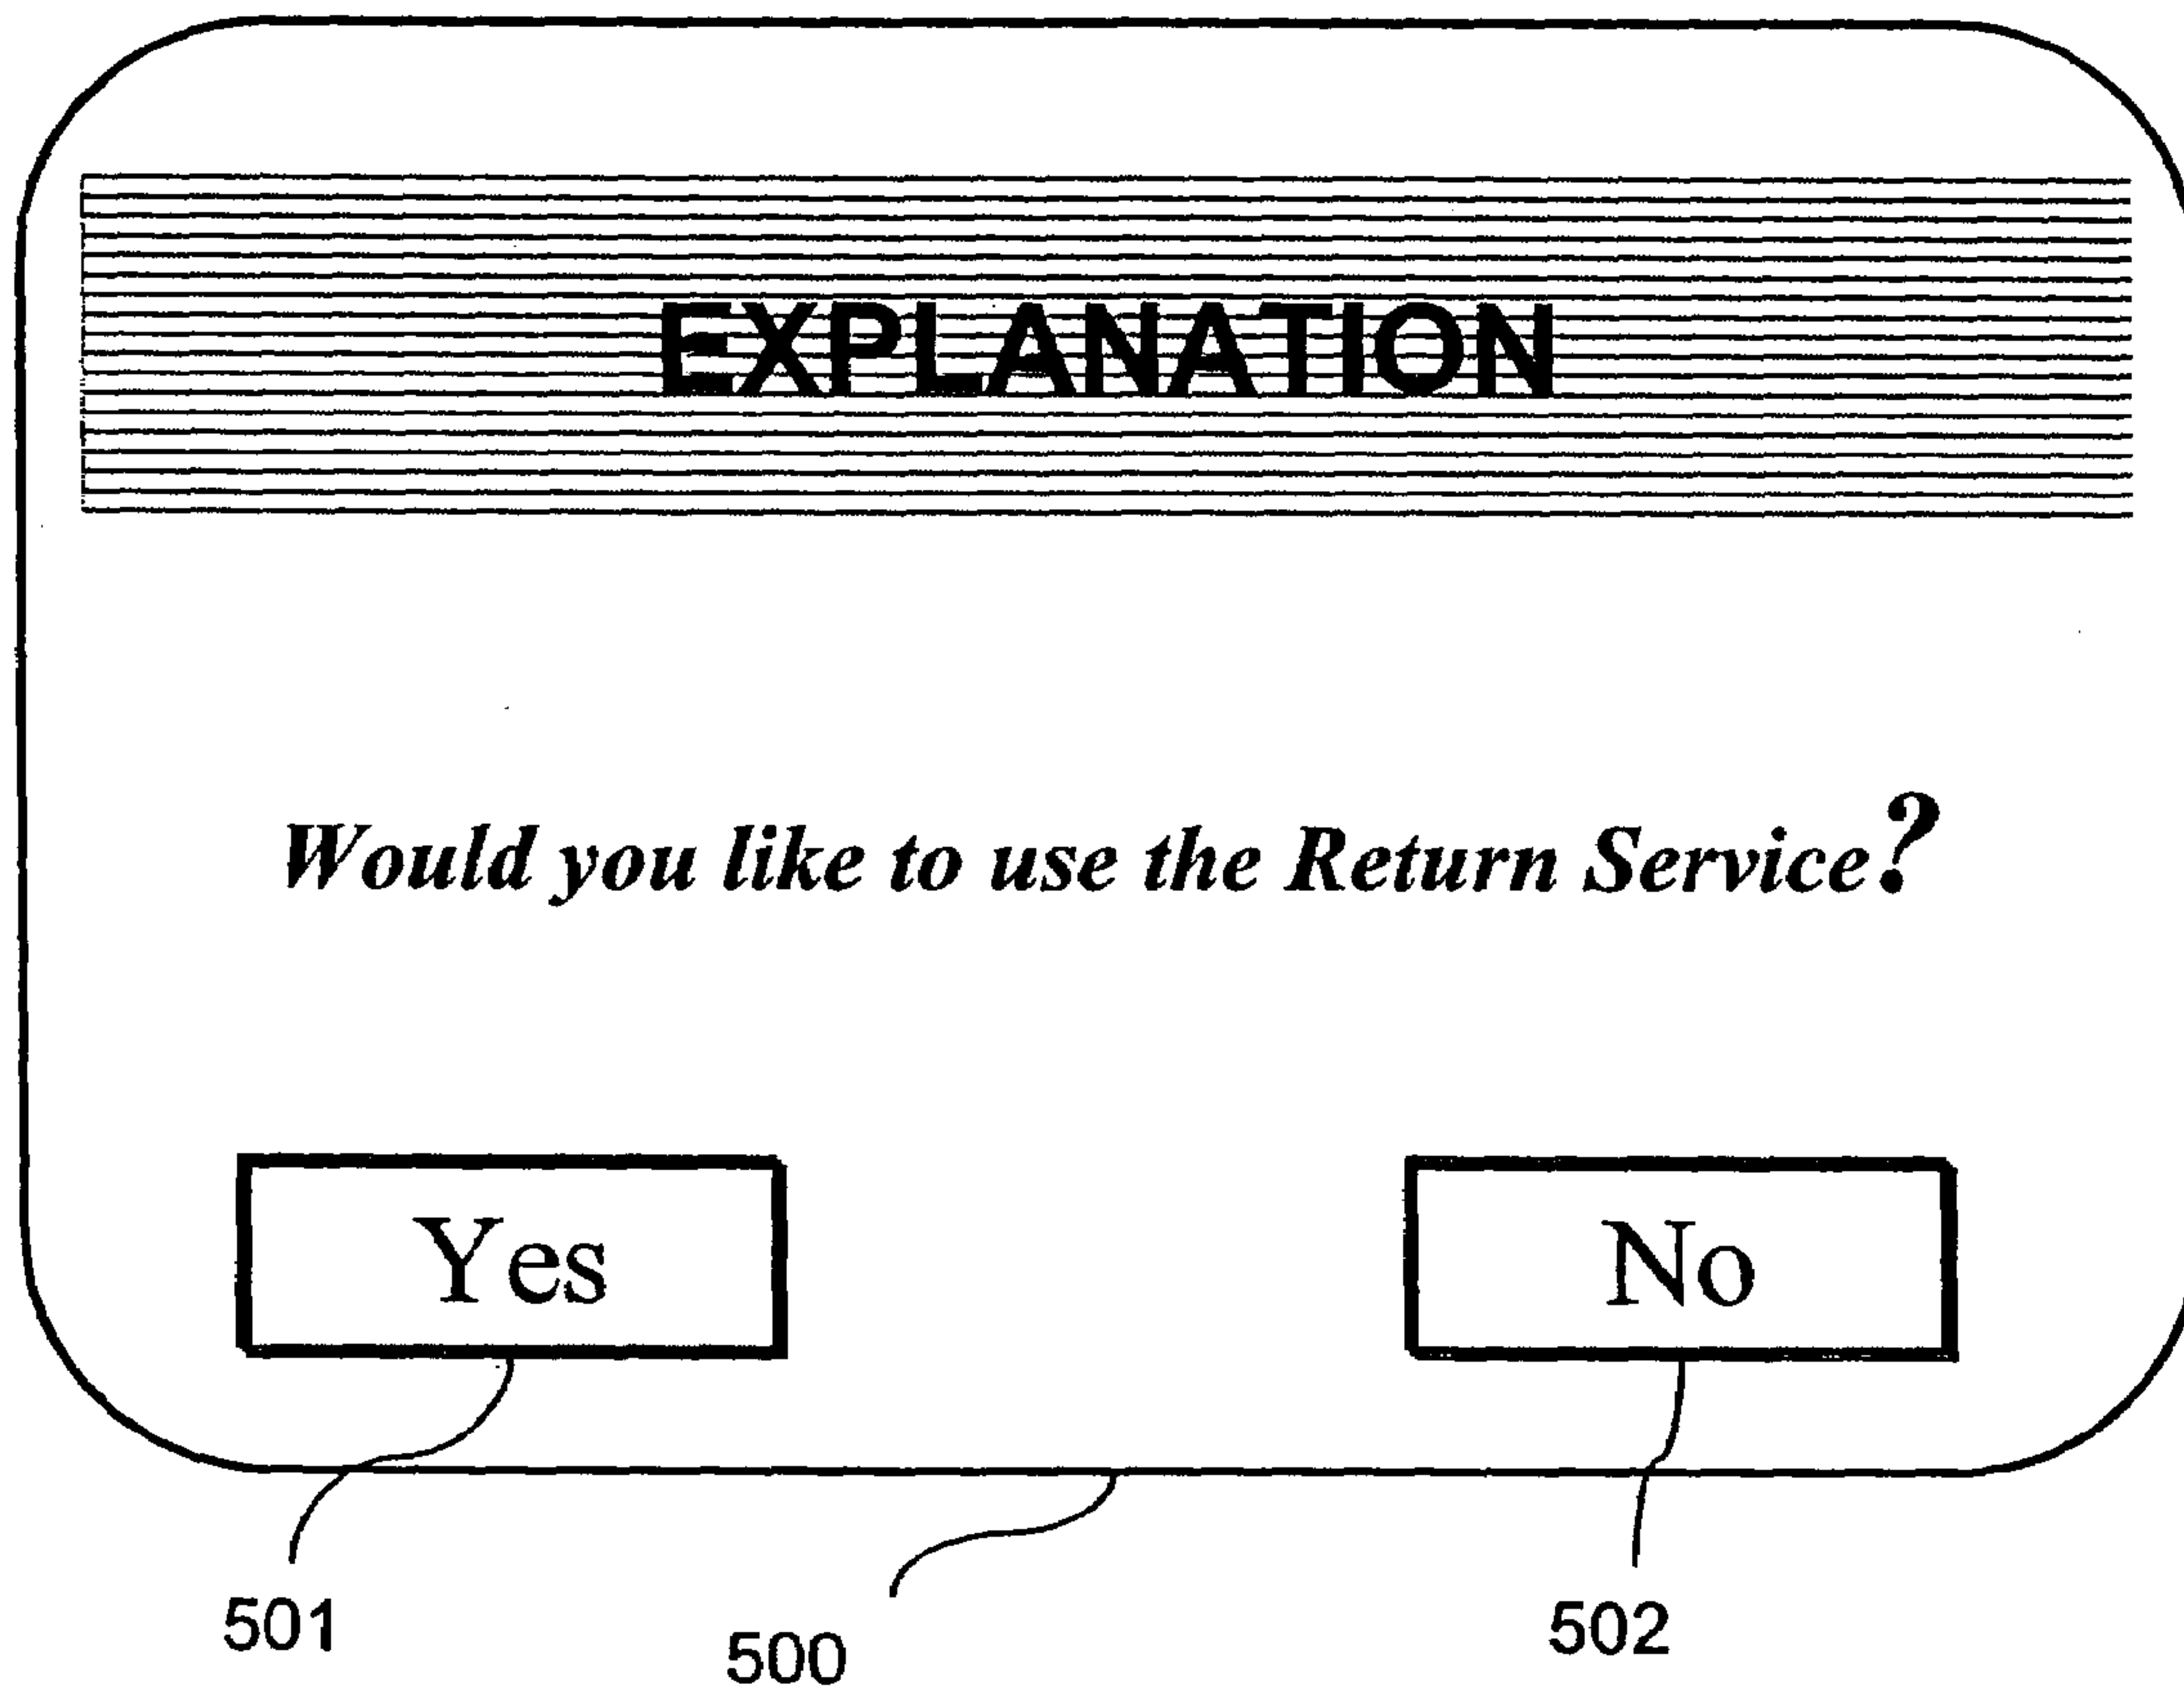 EXPLANATION
Would you like to use the Return Service?
Yes No
501 500 502